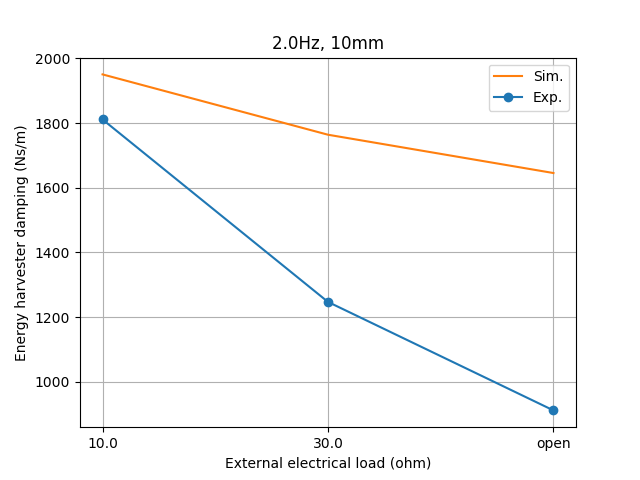 2.0Hz, 10mm
Sim.
Exp.
2000
1800
1600
1400
1200
1000
Energy harvester damping (Ns/m)
10.0
30.0
open
External electrical load (ohm)